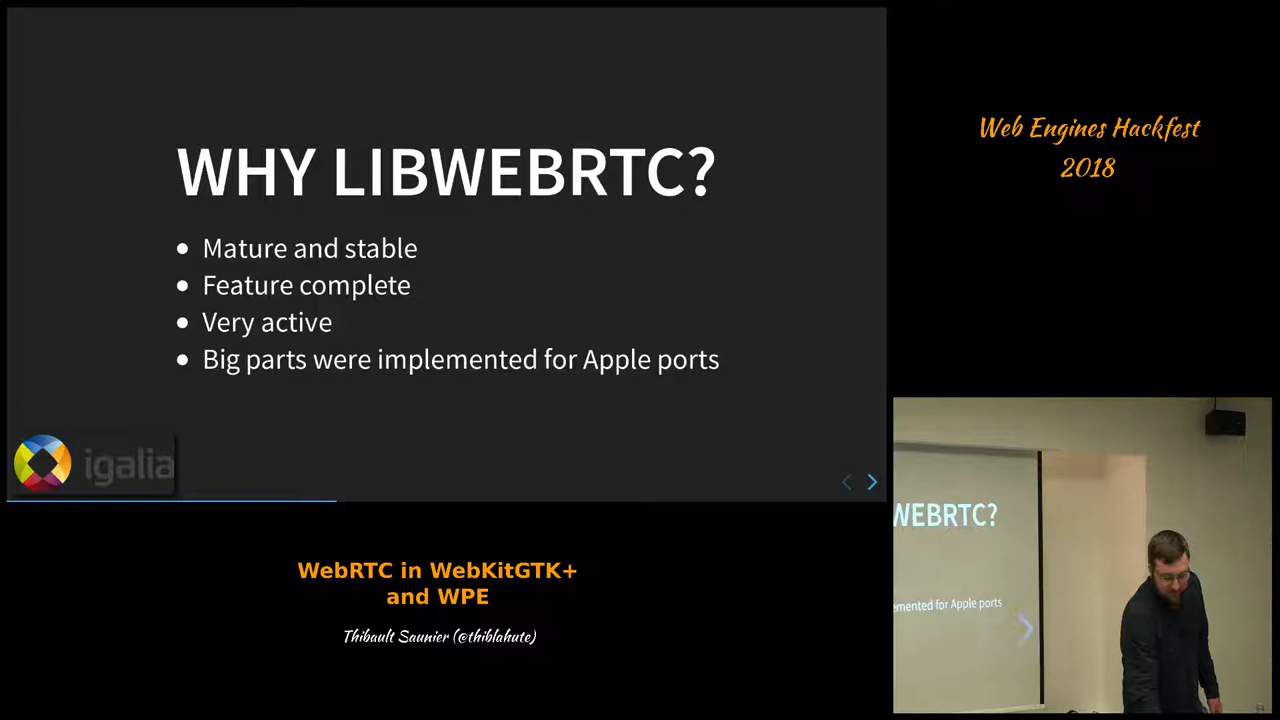 WHY LIBWEBRTC?
Mature and stable
Feature complete
Very active
Big parts were implemented for Apple ports
igalia
Web Engines Hackfest
2018
WebRTC in WebKitGTK+
and WPE
Thibault Saunier (@thiblahute)
WEBRTC?
emented for Apple ports